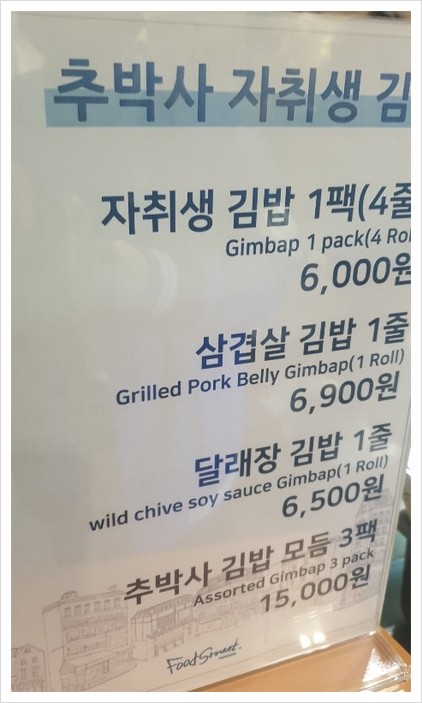 추박사 자취생 김
자취생 김밥 1팩(4줄
Gimbap 1 pack(4 Rol
6,000원
삼겹살 김밥 1줄
Grilled Pork Belly Gimbap(1 Roll)
6,900원
달래장 김밥 1줄
wild chive soy sauce Gimbap(1 Roll)
6,500원
추박사 김밥 모듬 3팩
Assorted Gimbap 3 pack
15,000원
Food Street